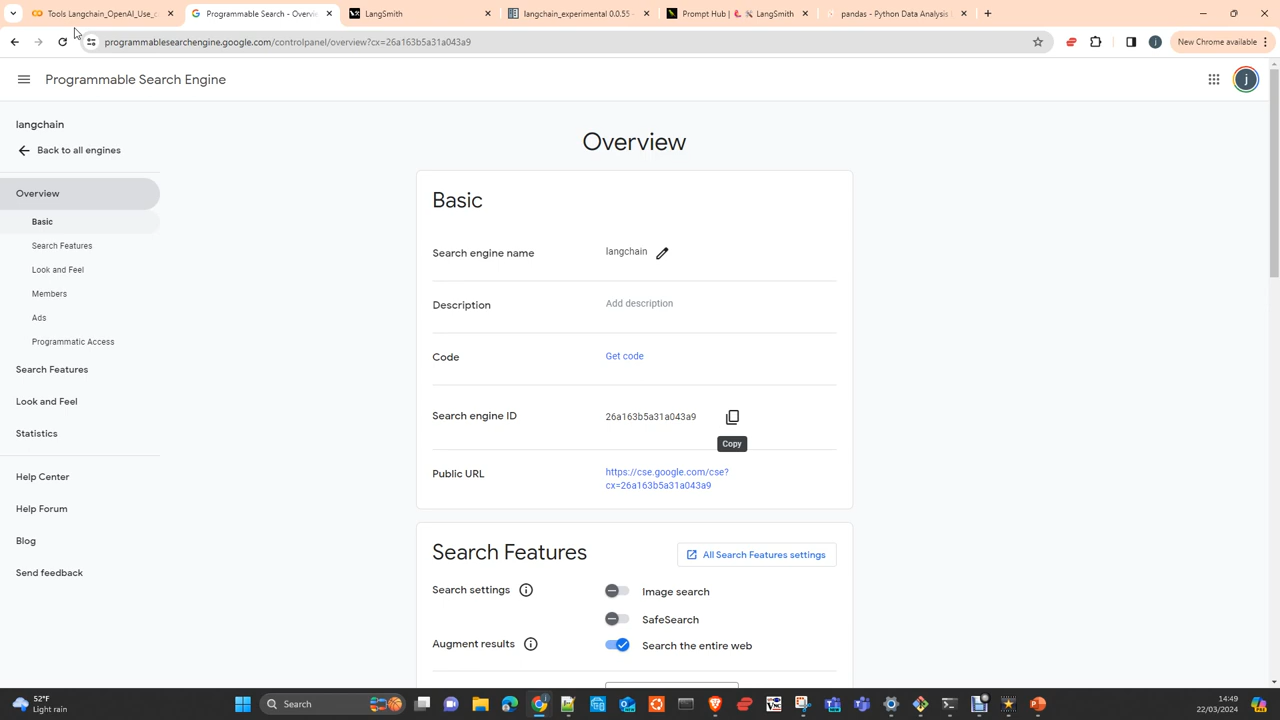 Tools Langchain_OpenAI_Use_c
Programmable Search - Overvie
LangSmith
langchain_experimental 0.0.55
Prompt Hub | 🦜🛠️ LangSmith
pandas - Python Data Analysis
programmablesearchengine.google.com/controlpanel/overview?cx=26a163b5a31a043a9
j
New Chrome available
Programmable Search Engine
j
langchain
Back to all engines
Overview
Basic
Search Features
Look and Feel
Members
Ads
Programmatic Access
Search Features
Look and Feel
Statistics
Help Center
Help Forum
Blog
Send feedback
Overview
Basic
Search engine name
langchain
Description
Add description
Code
Get code
Search engine ID
26a163b5a31a043a9
Copy
Public URL
https://cse.google.com/cse?
cx=26a163b5a31a043a9
Search Features
All Search Features settings
Search settings
Image search
SafeSearch
Augment results
Search the entire web
52°F
Light rain
Search
14:49
22/03/2024